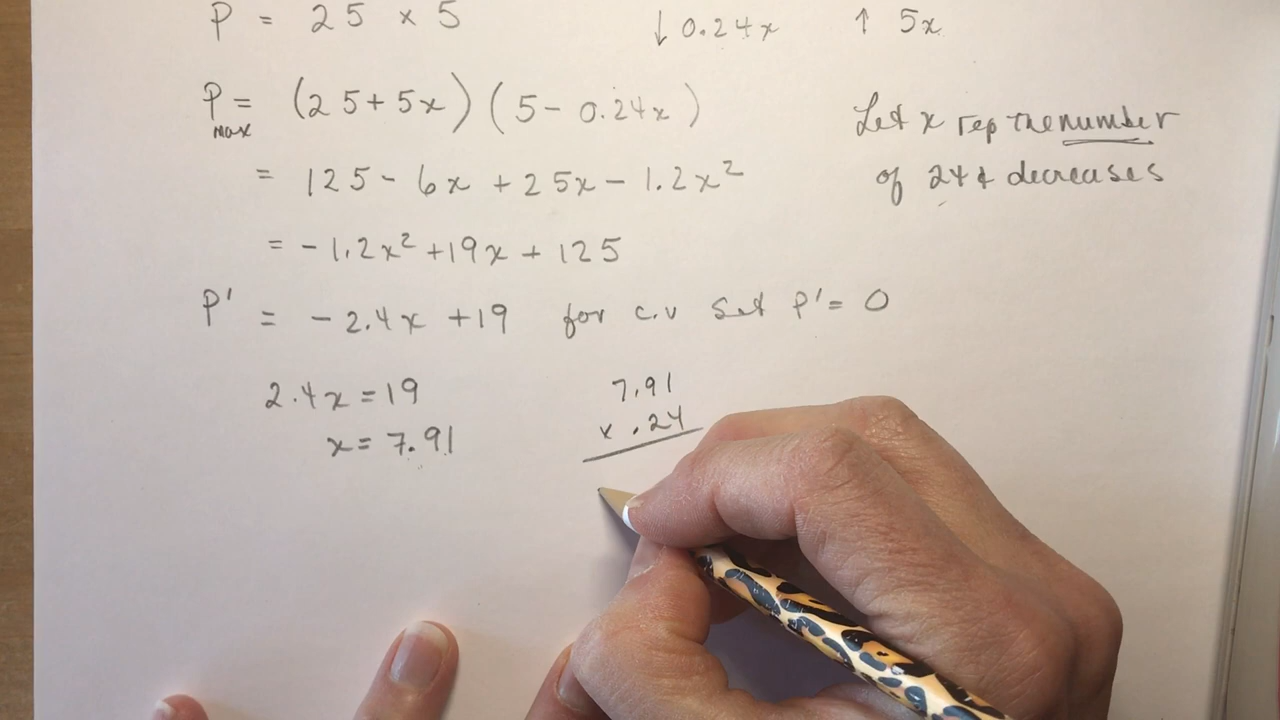 P = 25 x 5 ↓ 0.24x ↑ 5x
P = (25+5x)(5-0.24x)
max
Let x rep the number
of 24¢ decreases
= 125 - 6x + 25x - 1.2x²
= -1.2x² +19x + 125
P' = -2.4x +19 for c.v set P' = 0
2.4x = 19
x = 7.91
7.91
x .24